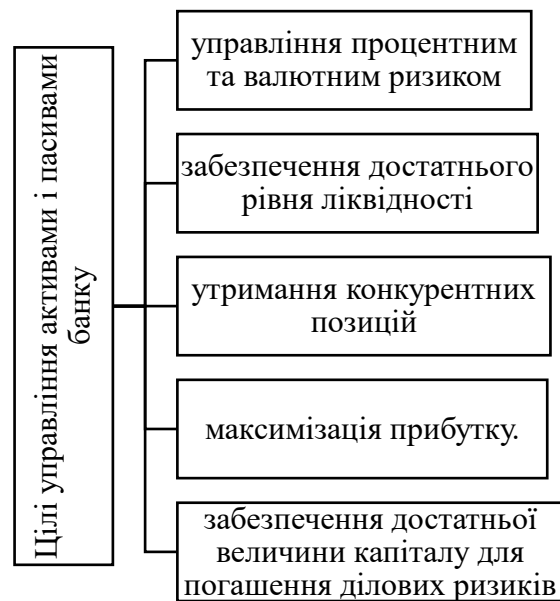 Цілі управління активами і пасивами
банку
управління процентним
та валютним ризиком
забезпечення достатнього
рівня ліквідності
утримання конкурентних
позицій
максимізація прибутку.
забезпечення достатньої
величини капіталу для
погашення ділових ризиків